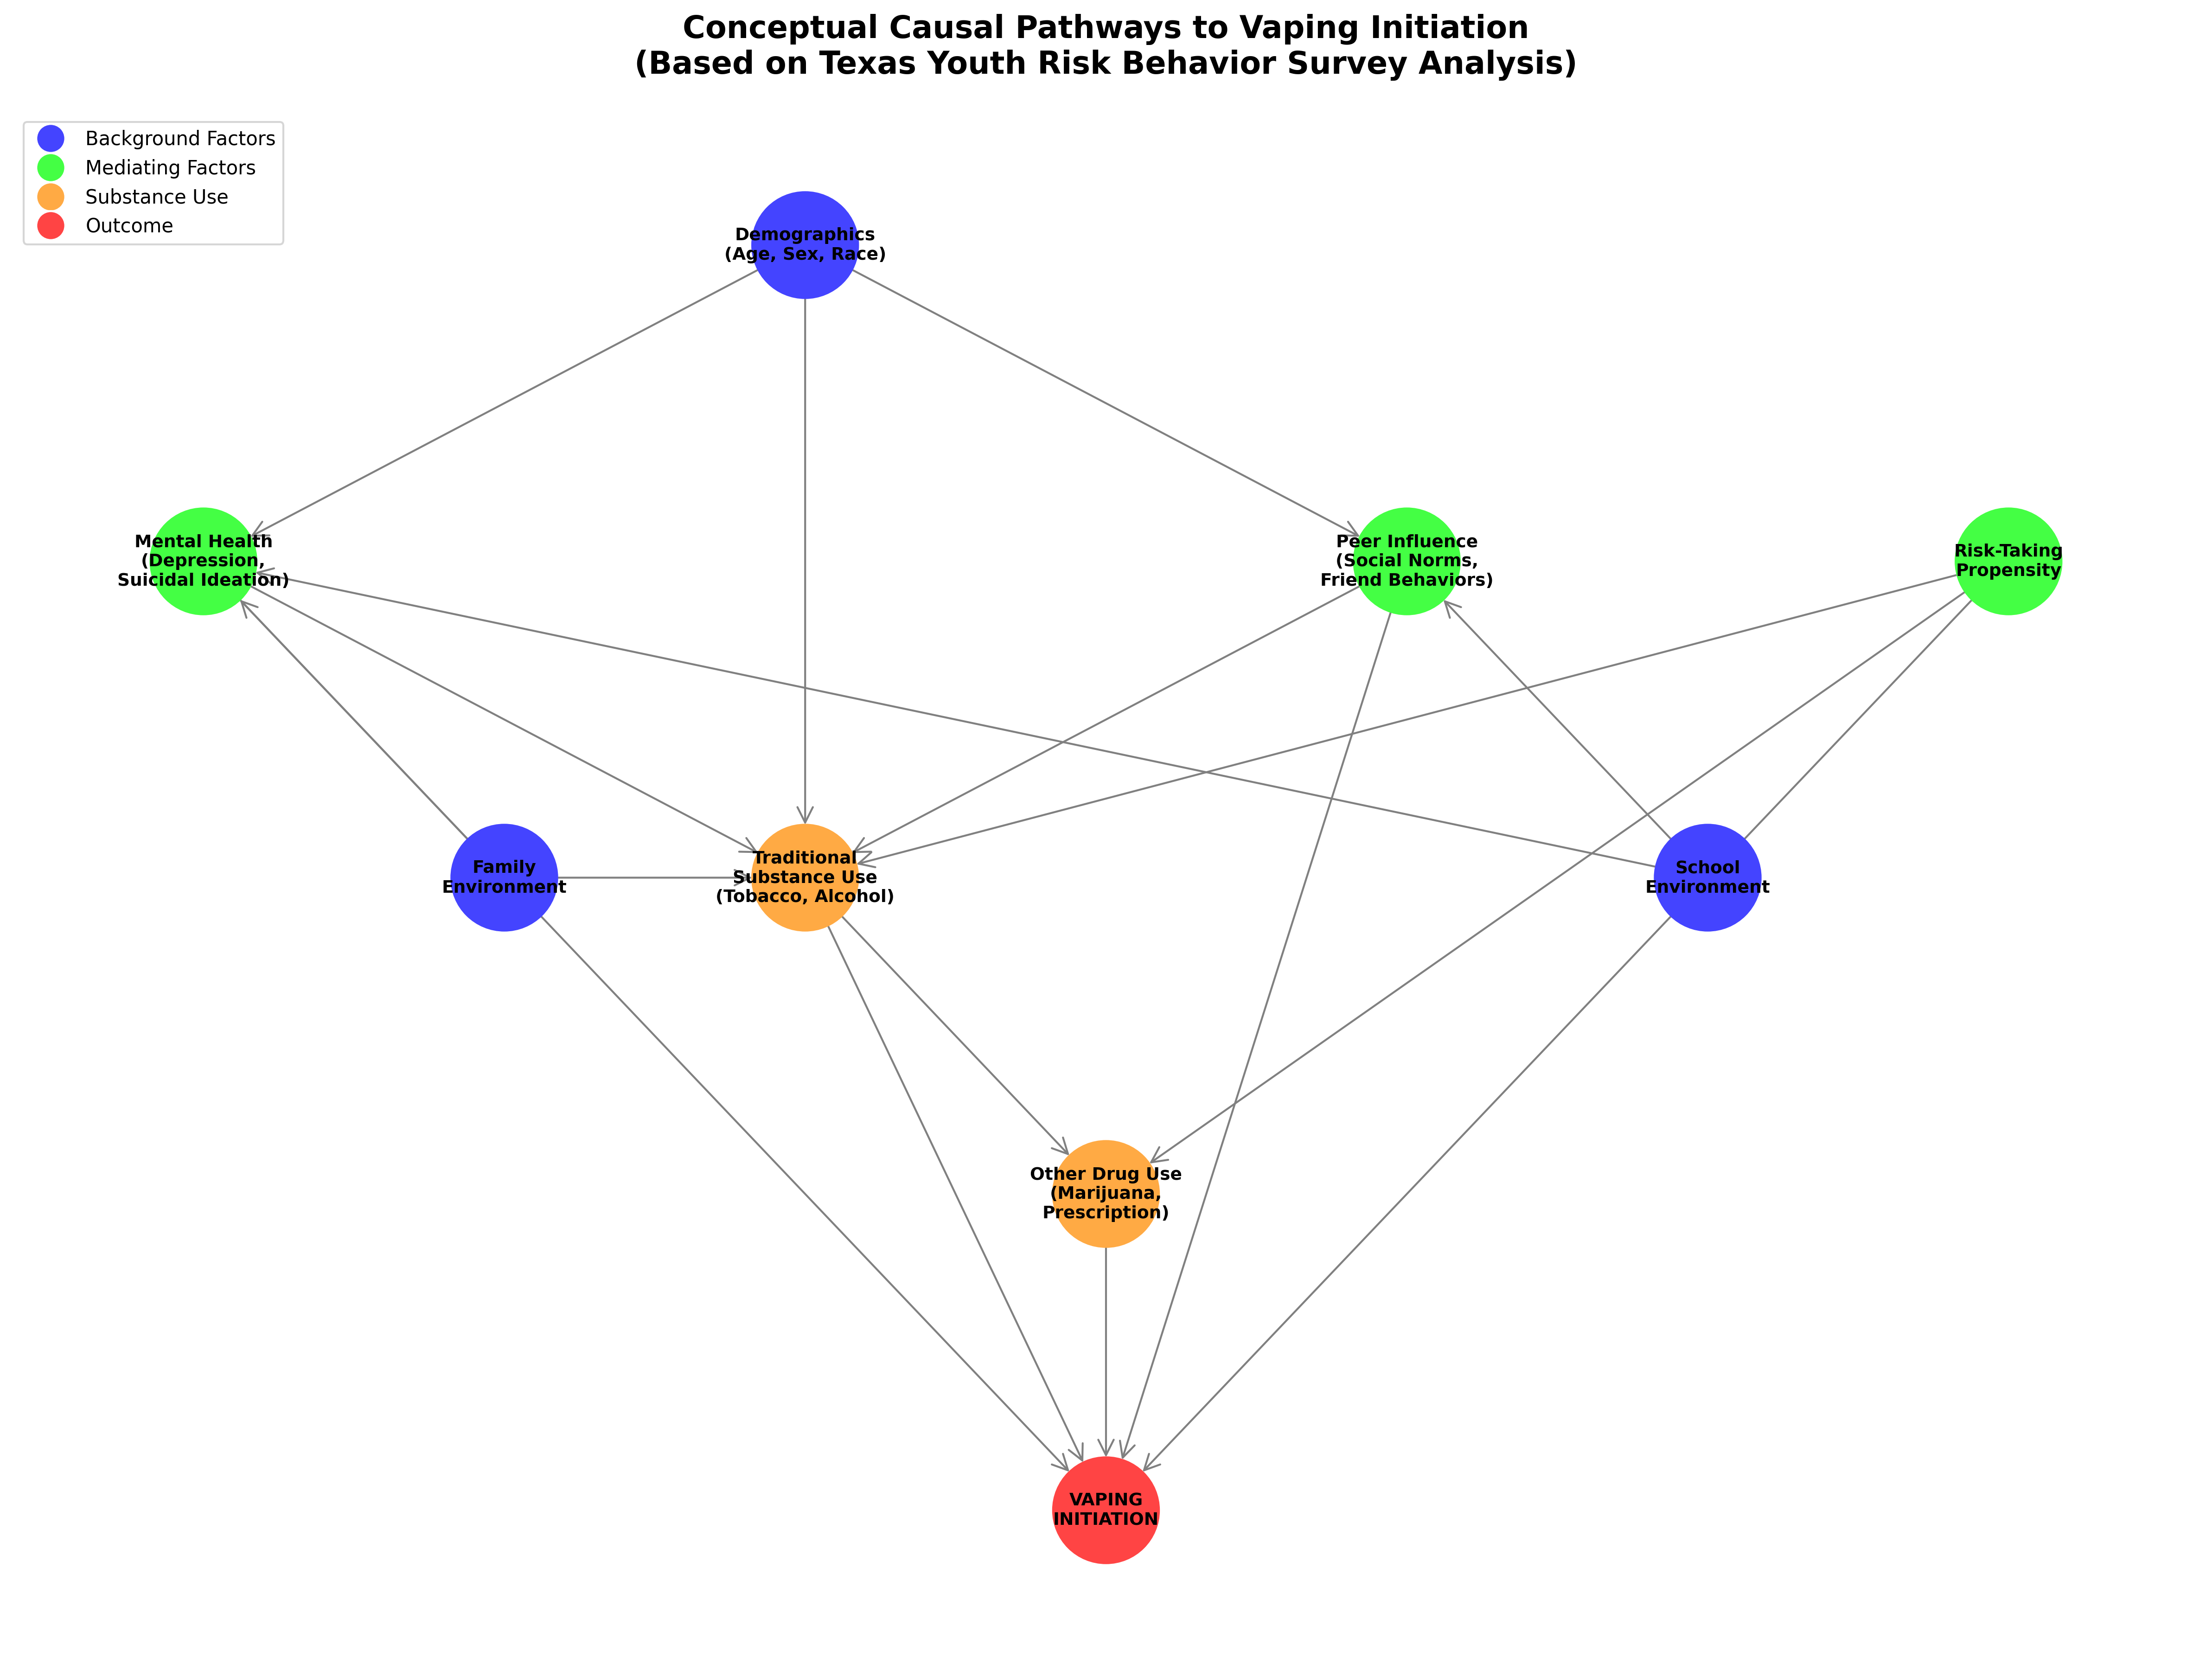 Conceptual Causal Pathways to Vaping Initiation
(Based on Texas Youth Risk Behavior Survey Analysis)
Background Factors
Mediating Factors
Substance Use
Outcome
Demographics
(Age, Sex, Race)
Mental Health
(Depression,
Suicidal Ideation)
Peer Influence
(Social Norms,
Friend Behaviors)
Risk-Taking
Propensity
Family
Environment
Traditional
Substance Use
(Tobacco, Alcohol)
School
Environment
Other Drug Use
(Marijuana,
Prescription)
VAPING
INITIATION